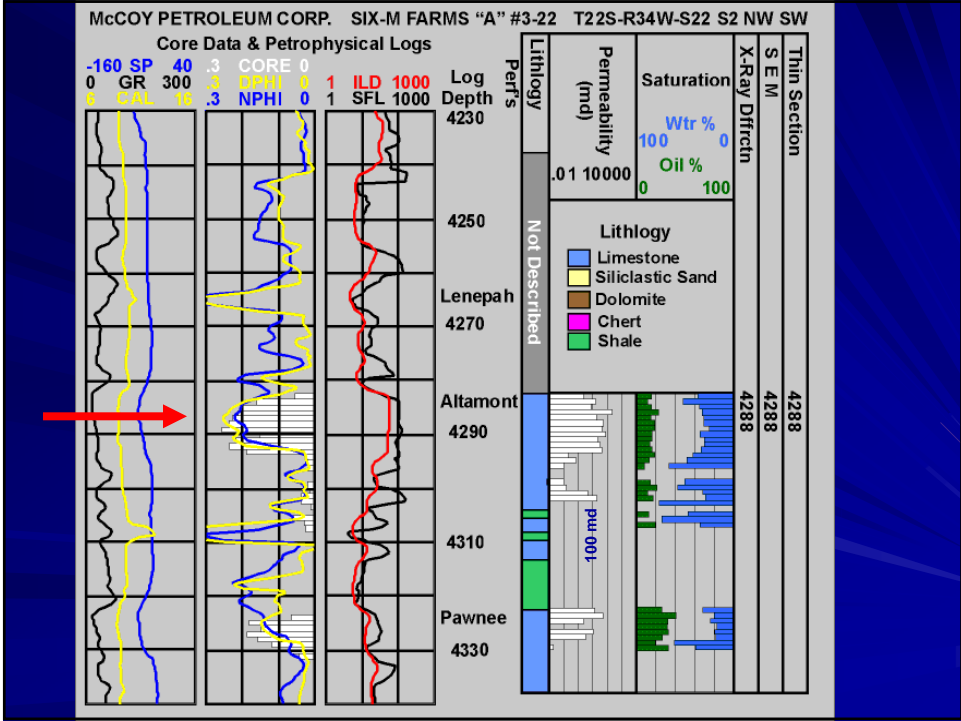 McCOY PETROLEUM CORP. SIX-M FARMS “A” #3-22 T22S-R34W-S22 S2 NW SW
Core Data & Petrophysical Logs
-160 SP 40 .3 CORE 0
0 GR 300 .3 DPHI 0 1 ILD 1000 Log
6 CAL 16 .3 NPHI 0 1 SFL 1000 Depth
Perf's
Lithlogy
Permeability
(md)
.01 10000
Saturation
Wtr %
100 0
Oil %
0 100
X-Ray Dffrctn
S E M
Thin Section
4230
4250
Lenepah
4270
Altamont
4290
4310
Pawnee
4330
Not Described
Lithlogy
Limestone
Siliclastic Sand
Dolomite
Chert
Shale
100 md
4288
4288
4288